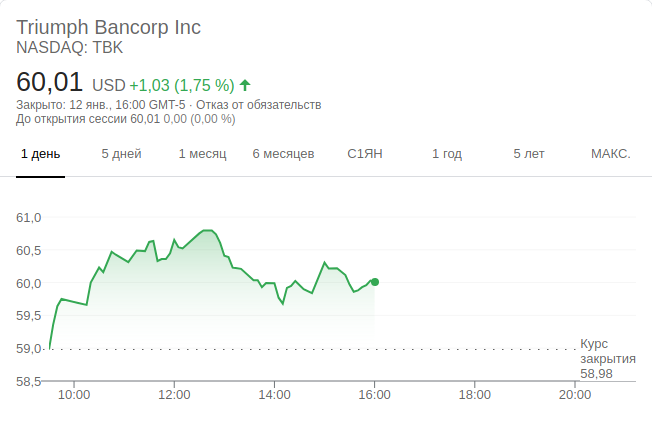 Triumph Bancorp Inc
NASDAQ: TBK
60,01 USD +1,03 (1,75 %)
Закрыто: 12 янв., 16:00 GMT-5 · Отказ от обязательств
До открытия сессии 60,01 0,00 (0,00 %)
1 день 5 дней 1 месяц 6 месяцев С1ЯН 1 год 5 лет МАКС.
61,0
60,5
60,0
59,5
59,0
58,5
Курс
закрытия
58,98
10:00 12:00 14:00 16:00 18:00 20:00